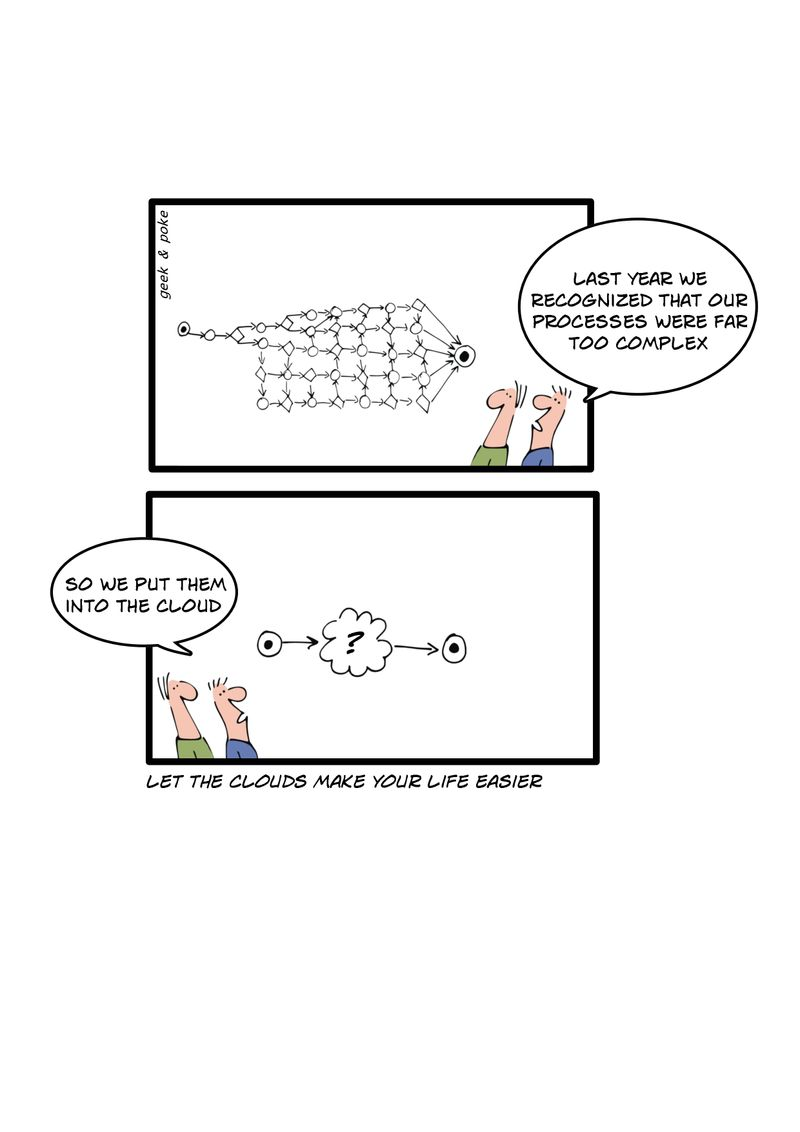 geek & poke
LAST YEAR WE
RECOGNIZED THAT OUR
PROCESSES WERE FAR
TOO COMPLEX
SO WE PUT THEM
INTO THE CLOUD
?
LET THE CLOUDS MAKE YOUR LIFE EASIER